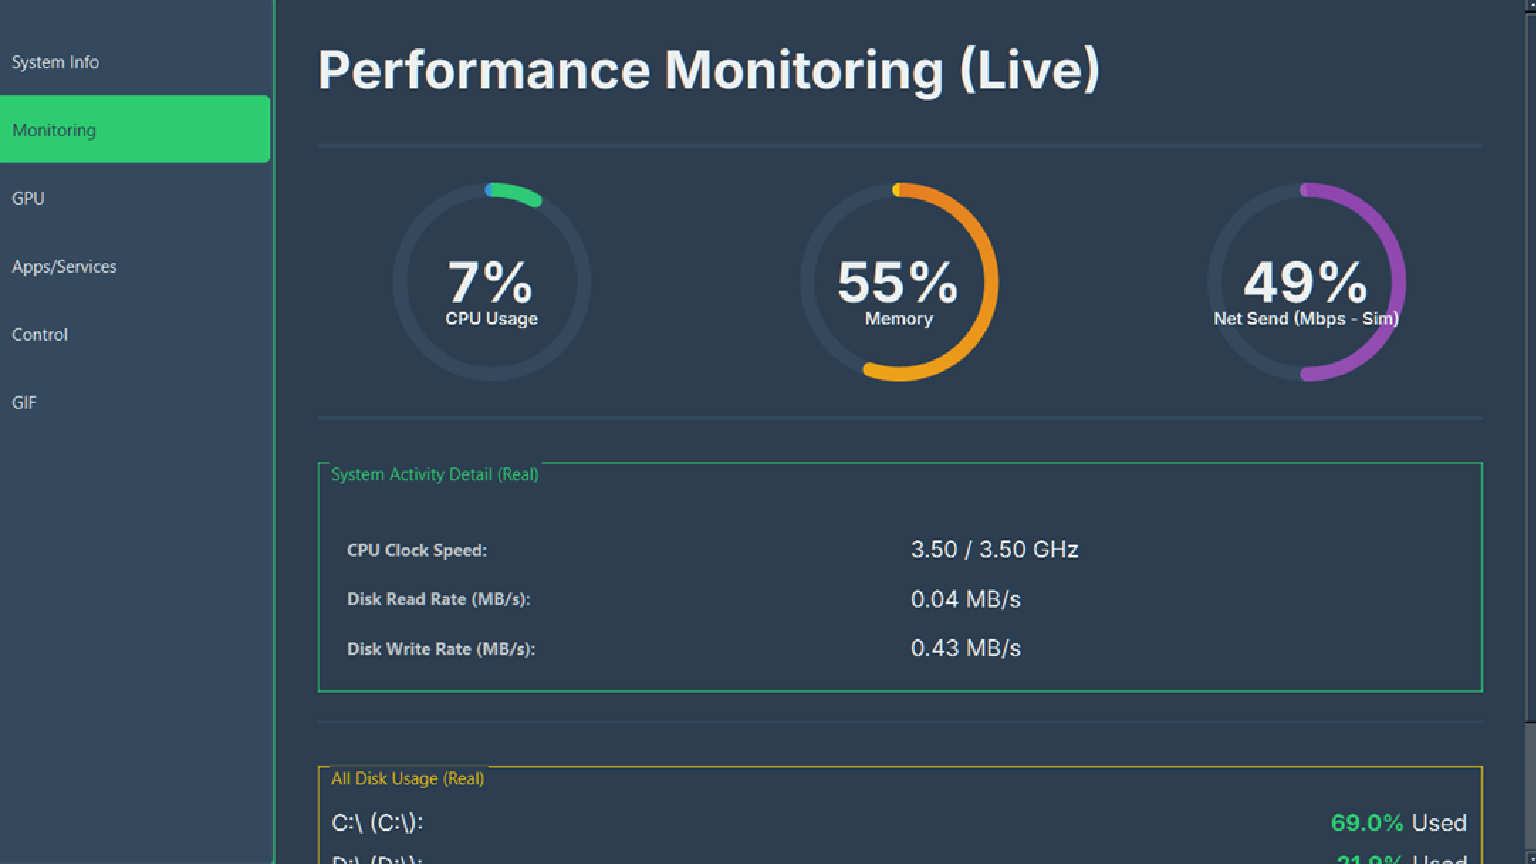 System Info
Monitoring
GPU
Apps/Services
Control
GIF
Performance Monitoring (Live)
7%
CPU Usage
55%
Memory
49%
Net Send (Mbps - Sim)
System Activity Detail (Real)
CPU Clock Speed: 3.50 / 3.50 GHz
Disk Read Rate (MB/s): 0.04 MB/s
Disk Write Rate (MB/s): 0.43 MB/s
All Disk Usage (Real)
C:\ (C:\): 69.0% Used
D:\ (D:\): 21.9% Used